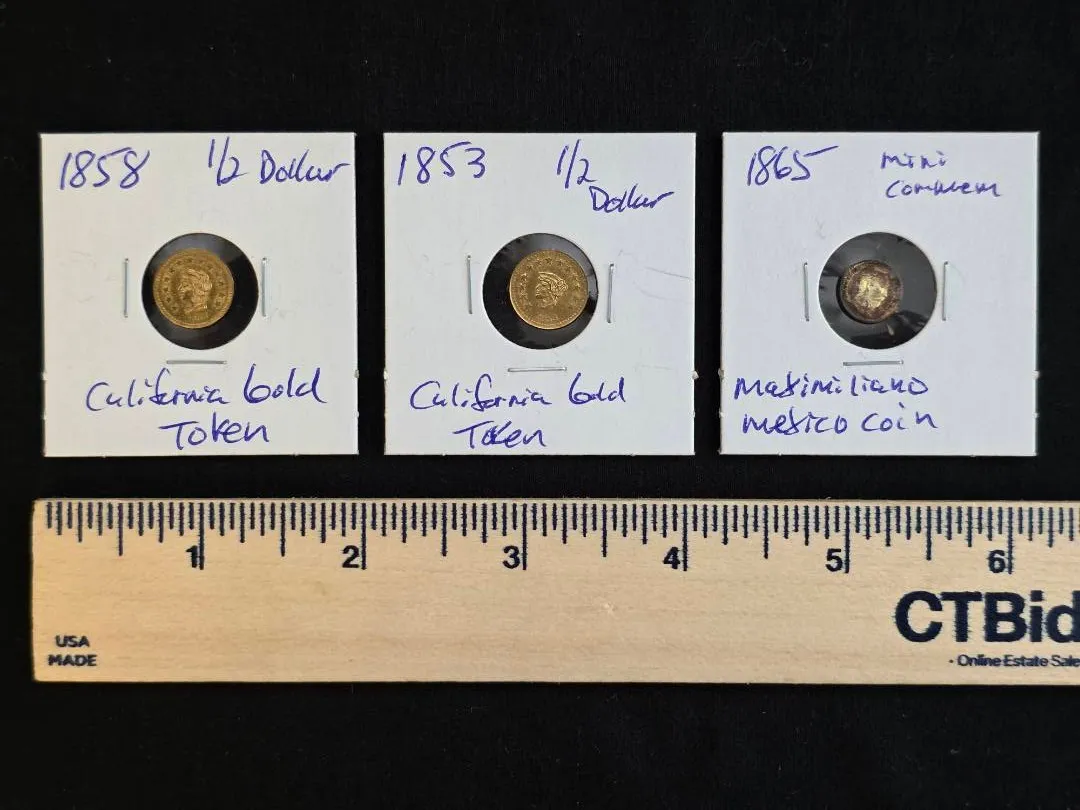 1858 1/2 Dollar
California Gold
Token
1853 1/2
Dollar
California Gold
Token
1865 mini
commem
Maximiliano
mexico coin
1 2 3 4 5 6
USA
MADE
CTBid
· Online Estate Sale